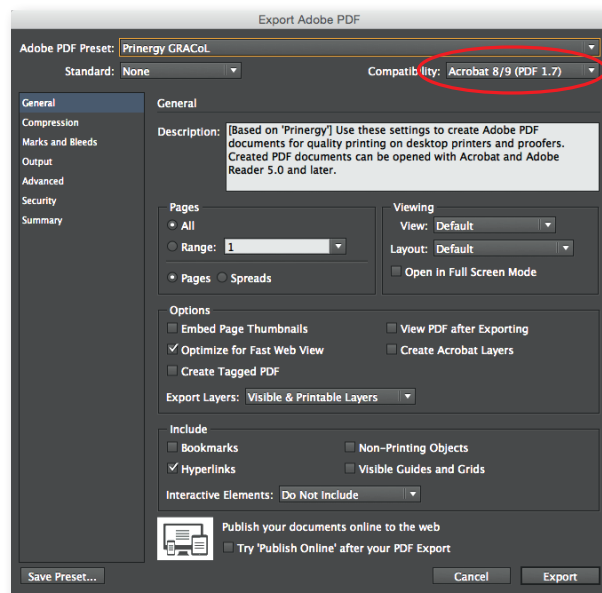 Export Adobe PDF
Adobe PDF Preset: Prinergy GRACoL
Standard: None Compatibility: Acrobat 8/9 (PDF 1.7)
General
Compression
Marks and Bleeds
Output
Advanced
Security
Summary
General
Description: [Based on 'Prinergy'] Use these settings to create Adobe PDF
documents for quality printing on desktop printers and proofers.
Created PDF documents can be opened with Acrobat and Adobe
Reader 5.0 and later.
Pages
All
Range: 1
Pages Spreads
Viewing
View: Default
Layout: Default
Open in Full Screen Mode
Options
Embed Page Thumbnails View PDF after Exporting
Optimize for Fast Web View Create Acrobat Layers
Create Tagged PDF
Export Layers: Visible & Printable Layers
Include
Bookmarks Non-Printing Objects
Hyperlinks Visible Guides and Grids
Interactive Elements: Do Not Include
Publish your documents online to the web
Try 'Publish Online' after your PDF Export
Save Preset... Cancel Export